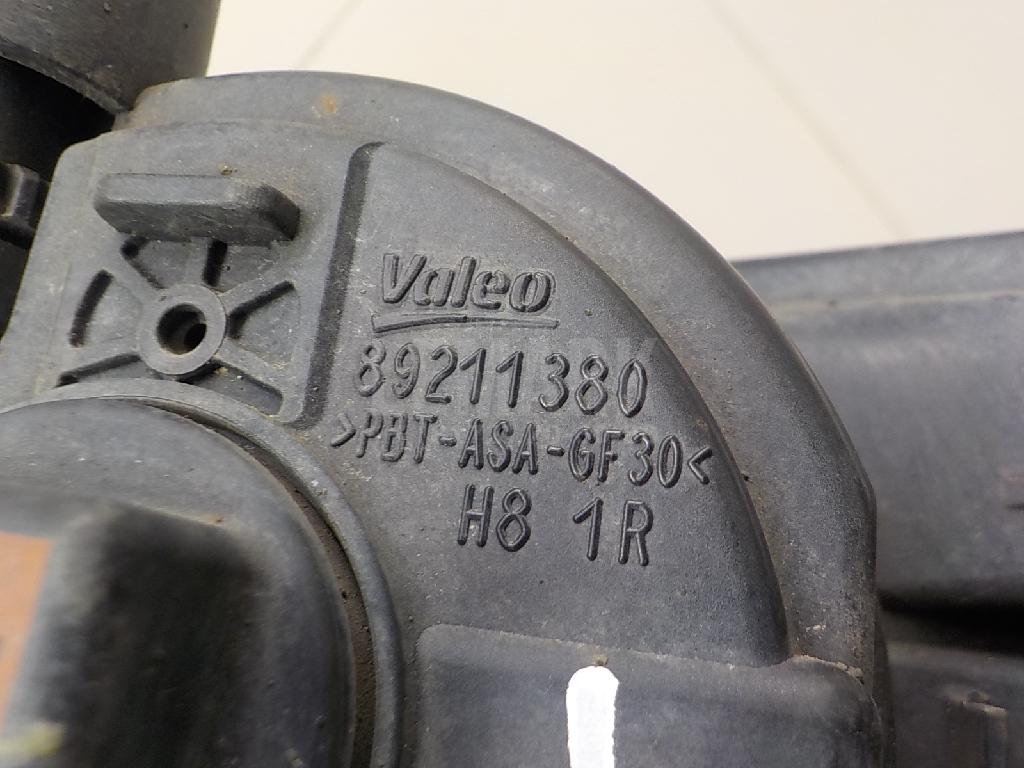 Valeo
89211380
>PBT-ASA-GF30<
H8 1R